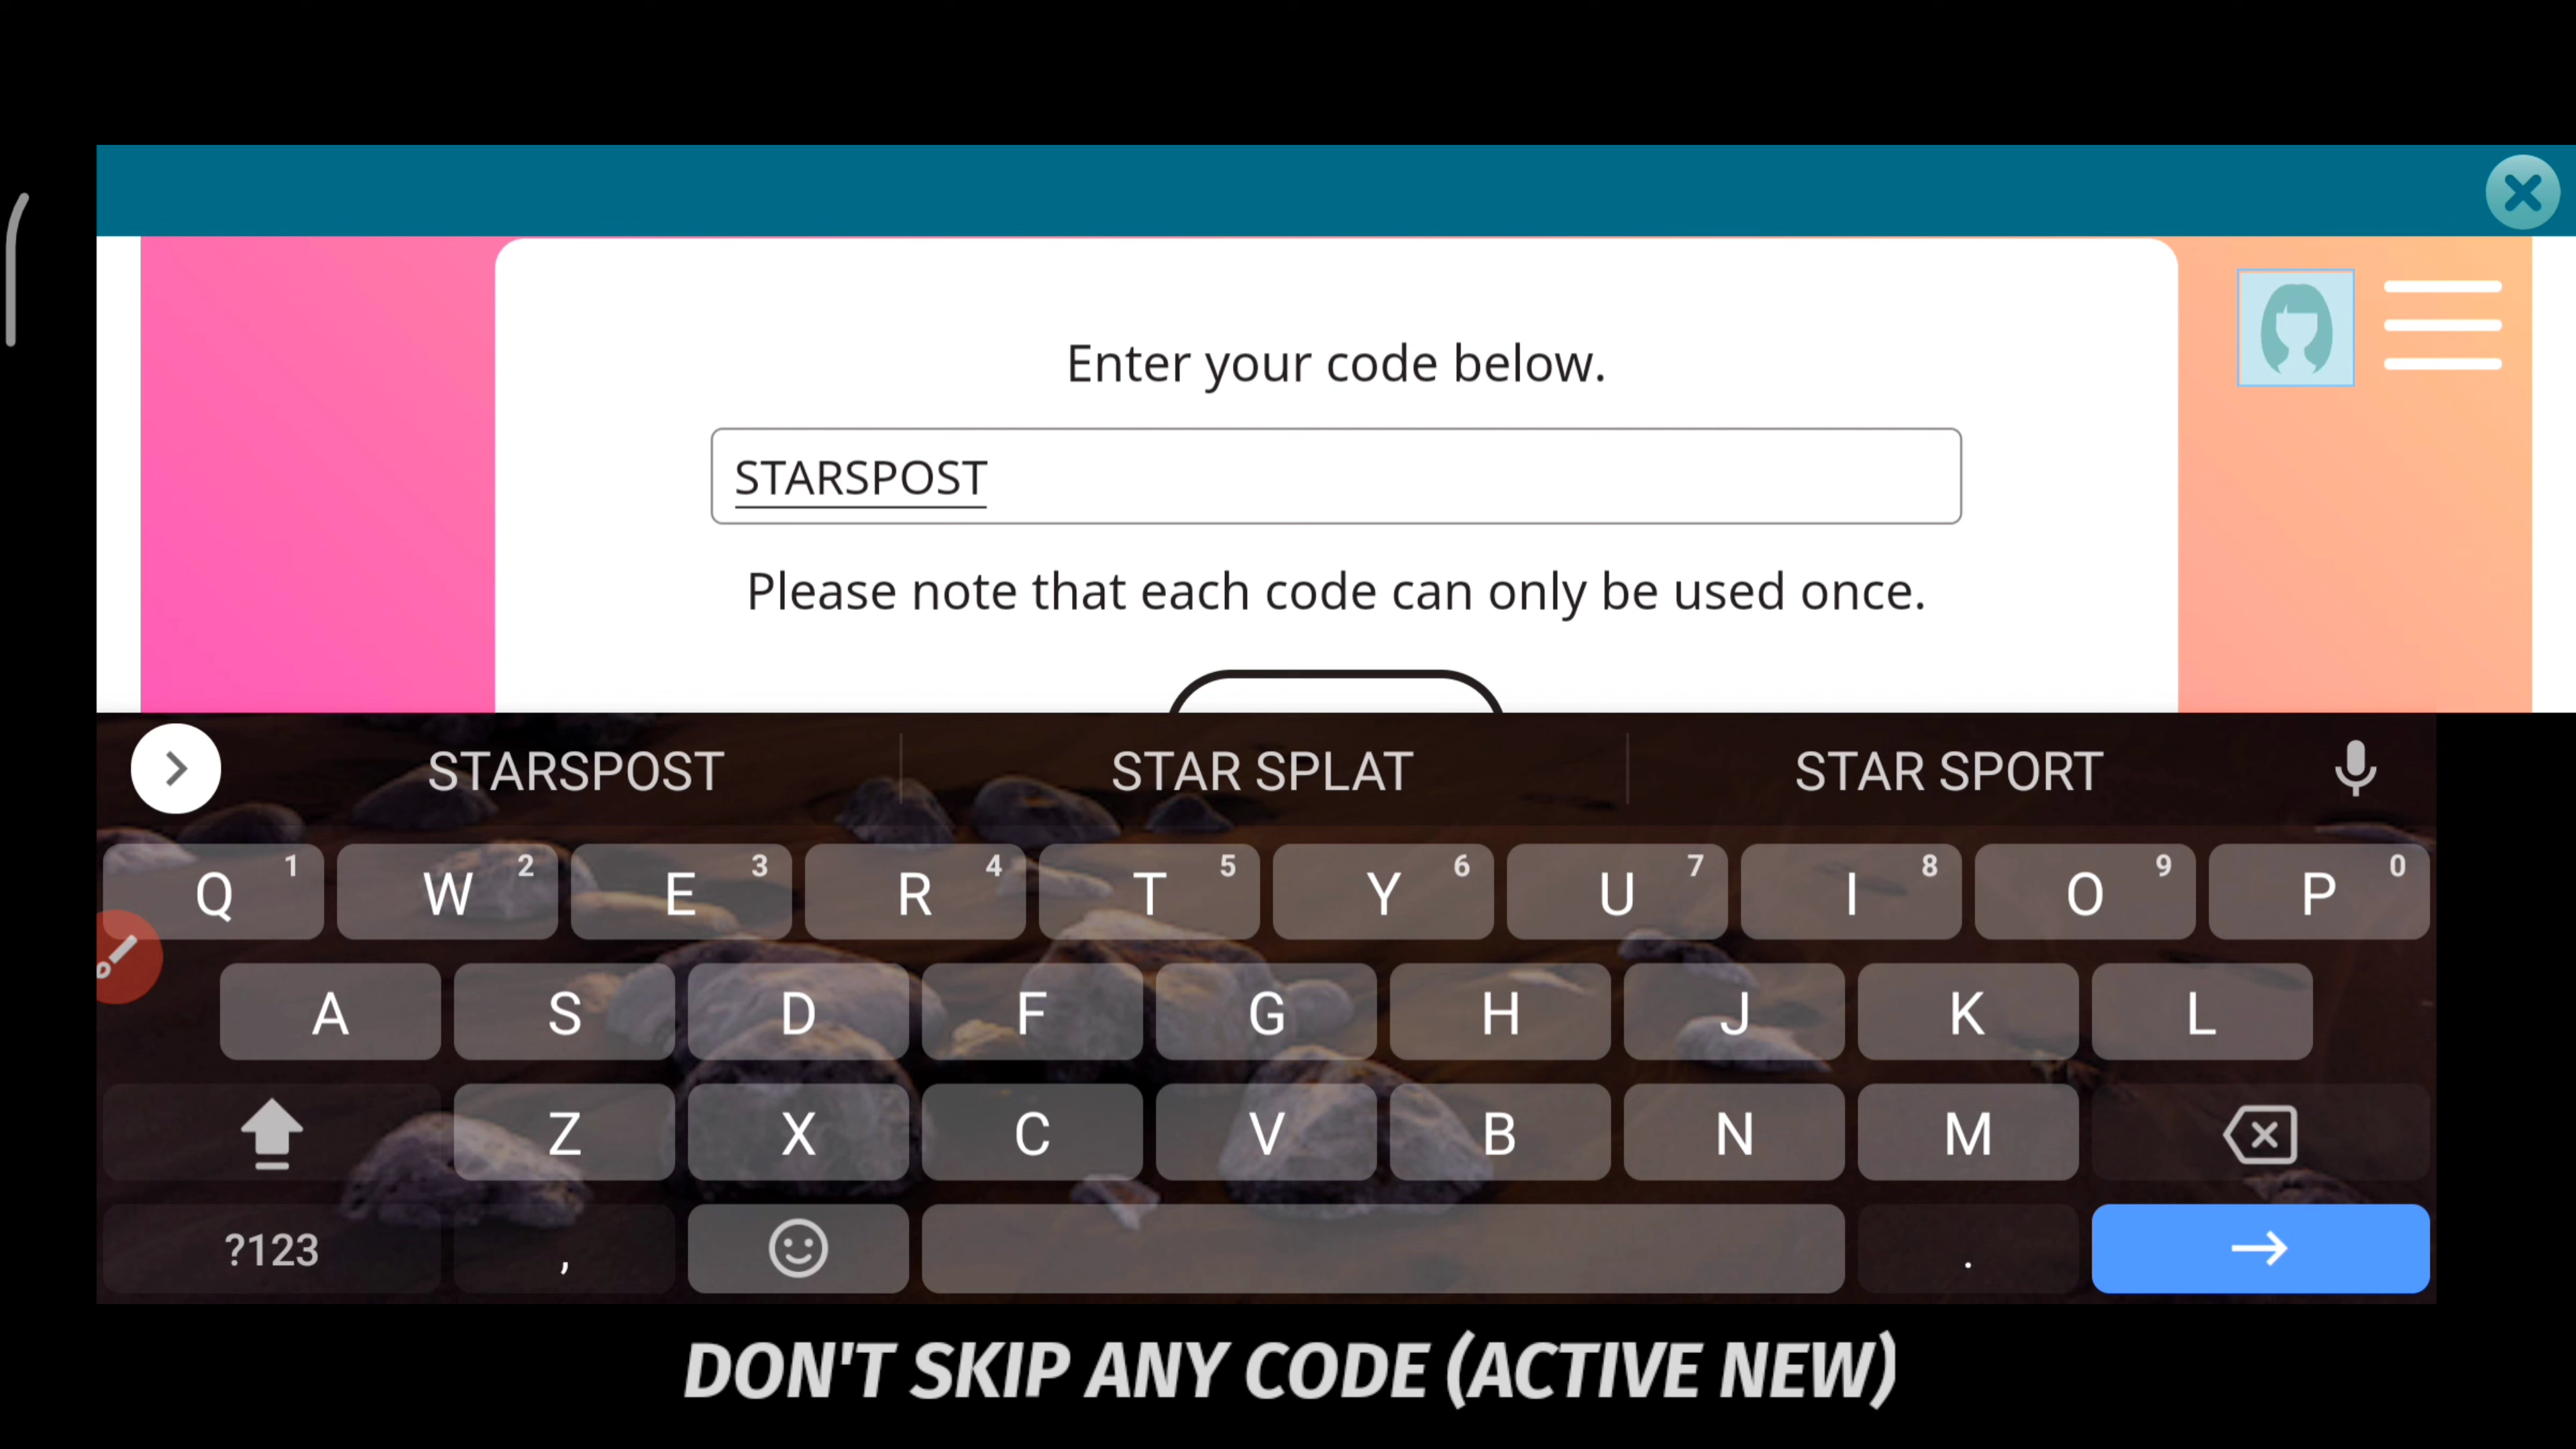 Enter your code below.
STARSPOST
Please note that each code can only be used once.
STARSPOST STAR SPLAT STAR SPORT
Q 1 W 2 E 3 R 4 T 5 Y 6 U 7 I 8 O 9 P 0
A S D F G H J K L
Z X C V B N M
?123 , .
DON'T SKIP ANY CODE (ACTIVE NEW)